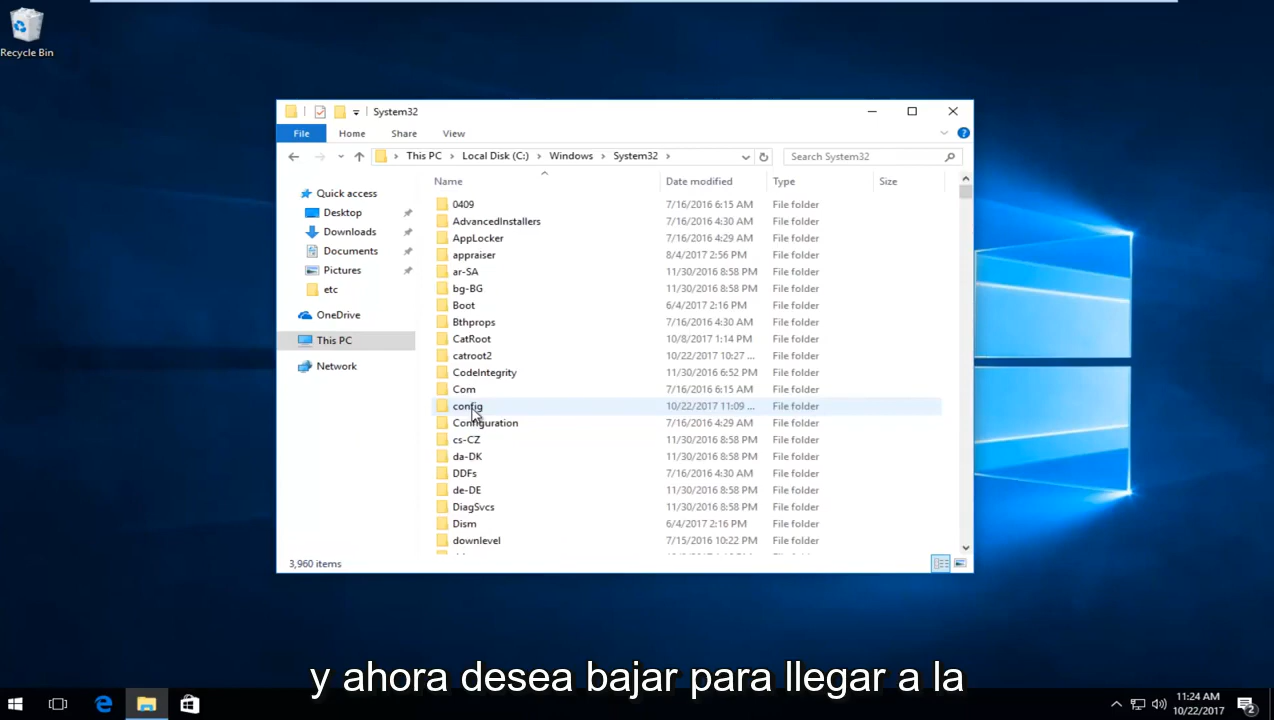 Recycle Bin
System32
File Home Share View
This PC Local Disk (C:) Windows System32 Search System32
Name Date modified Type Size
Quick access
Desktop
Downloads
Documents
Pictures
etc
OneDrive
This PC
Network
0409 7/16/2016 6:15 AM File folder
AdvancedInstallers 7/16/2016 4:30 AM File folder
AppLocker 7/16/2016 4:29 AM File folder
appraiser 8/4/2017 2:56 PM File folder
ar-SA 11/30/2016 8:58 PM File folder
bg-BG 11/30/2016 8:58 PM File folder
Boot 6/4/2017 2:16 PM File folder
Bthprops 7/16/2016 4:30 AM File folder
CatRoot 10/8/2017 1:14 PM File folder
catroot2 10/22/2017 10:27 ... File folder
CodeIntegrity 11/30/2016 6:52 PM File folder
Com 7/16/2016 6:15 AM File folder
config 10/22/2017 11:09 ... File folder
Configuration 7/16/2016 4:29 AM File folder
cs-CZ 11/30/2016 8:58 PM File folder
da-DK 11/30/2016 8:58 PM File folder
DDFs 7/16/2016 4:30 AM File folder
de-DE 11/30/2016 8:58 PM File folder
DiagSvcs 11/30/2016 8:58 PM File folder
Dism 6/4/2017 2:16 PM File folder
downlevel 7/15/2016 10:22 PM File folder
3,960 items
y ahora desea bajar para llegar a la
11:24 AM
10/22/2017
2